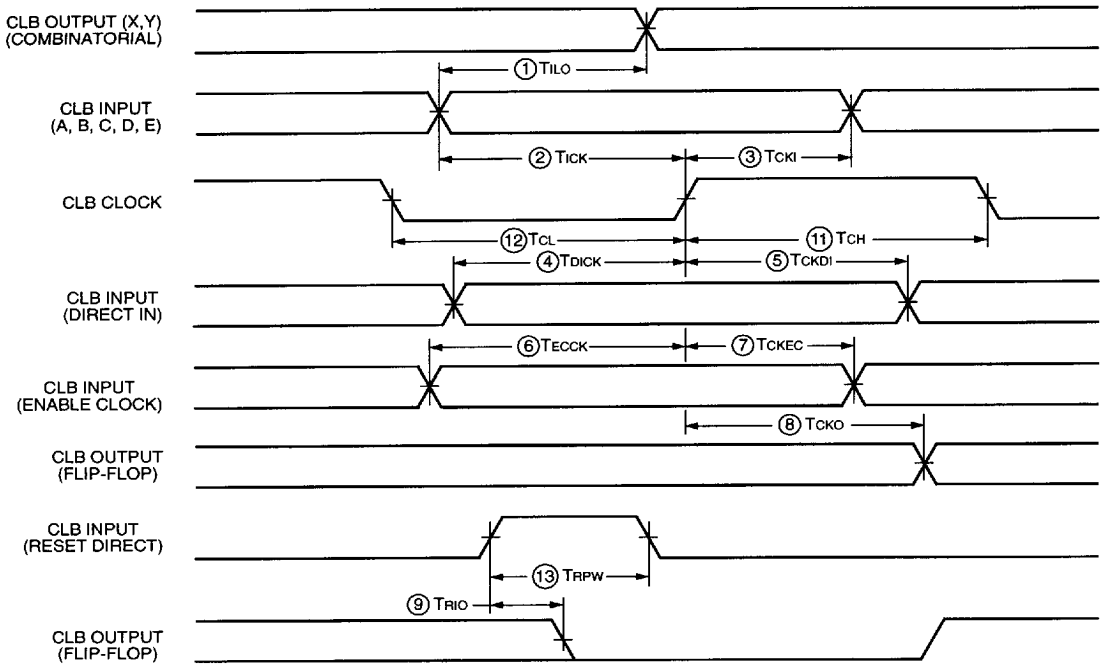 CLB OUTPUT (X,Y)
(COMBINATORIAL)
① TILO
CLB INPUT
(A, B, C, D, E)
② TICK
③ TCKI
CLB CLOCK
⑫ TCL
⑪ TCH
④ TDICK
⑤ TCKDI
CLB INPUT
(DIRECT IN)
⑥ TECCK
⑦ TCKEC
CLB INPUT
(ENABLE CLOCK)
⑧ TCKO
CLB OUTPUT
(FLIP-FLOP)
CLB INPUT
(RESET DIRECT)
⑬ TRPW
⑨ TRIO
CLB OUTPUT
(FLIP-FLOP)